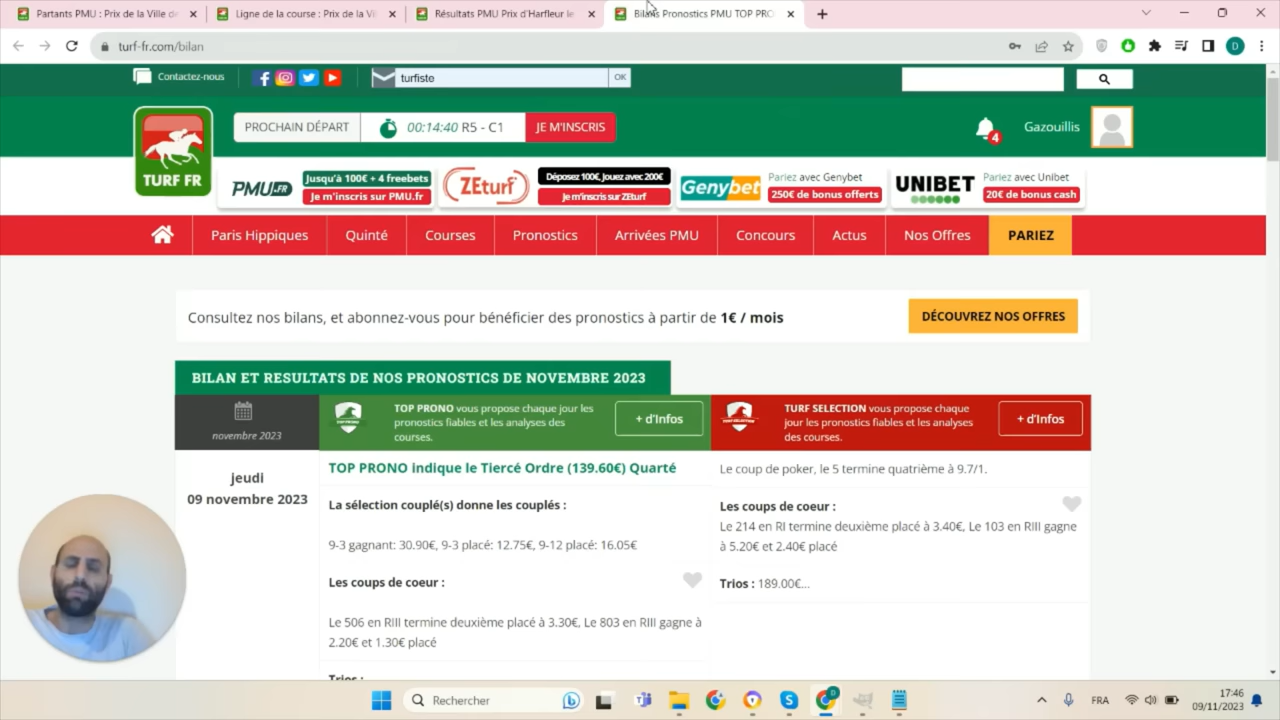 Partants PMU : Prix de la Ville de
Ligne de la course : Prix de la Vi
Résultats PMU Prix d'Harfleur le
Bilans Pronostics PMU TOP PRO
turf-fr.com/bilan
D
Contactez-nous
turfiste
OK
TURF FR
PROCHAIN DÉPART
00:14:40 R5 - C1
JE M'INSCRIS
4
Gazouillis
PMU.FR
Jusqu'à 100€ + 4 freebets
Je m'inscris sur PMU.fr
ZEturf
Déposez 100€, Jouez avec 200€
Je m'inscris sur ZEturf
Genybet
Pariez avec Genybet
250€ de bonus offerts
UNIBET
Pariez avec Unibet
20€ de bonus cash
Paris Hippiques
Quinté
Courses
Pronostics
Arrivées PMU
Concours
Actus
Nos Offres
PARIEZ
Consultez nos bilans, et abonnez-vous pour bénéficier des pronostics à partir de 1€ / mois
DÉCOUVREZ NOS OFFRES
BILAN ET RESULTATS DE NOS PRONOSTICS DE NOVEMBRE 2023
novembre 2023
TOP PRONO
TOP PRONO vous propose chaque jour les
pronostics fiables et les analyses des
courses.
+ d'Infos
TURF SELECTION
TURF SELECTION vous propose chaque
jour les pronostics fiables et les analyses
des courses.
+ d'Infos
jeudi
09 novembre 2023
TOP PRONO indique le Tiercé Ordre (139.60€) Quarté
La sélection couplé(s) donne les couplés :
9-3 gagnant: 30.90€, 9-3 placé: 12.75€, 9-12 placé: 16.05€
Les coups de coeur :
Le 506 en RIII termine deuxième placé à 3.30€, Le 803 en RIII gagne à
2.20€ et 1.30€ placé
Trios :
Le coup de poker, le 5 termine quatrième à 9.7/1.
Les coups de coeur :
Le 214 en RI termine deuxième placé à 3.40€, Le 103 en RIII gagne
à 5.20€ et 2.40€ placé
Trios : 189.00€...
Rechercher
D
FRA
17:46
09/11/2023